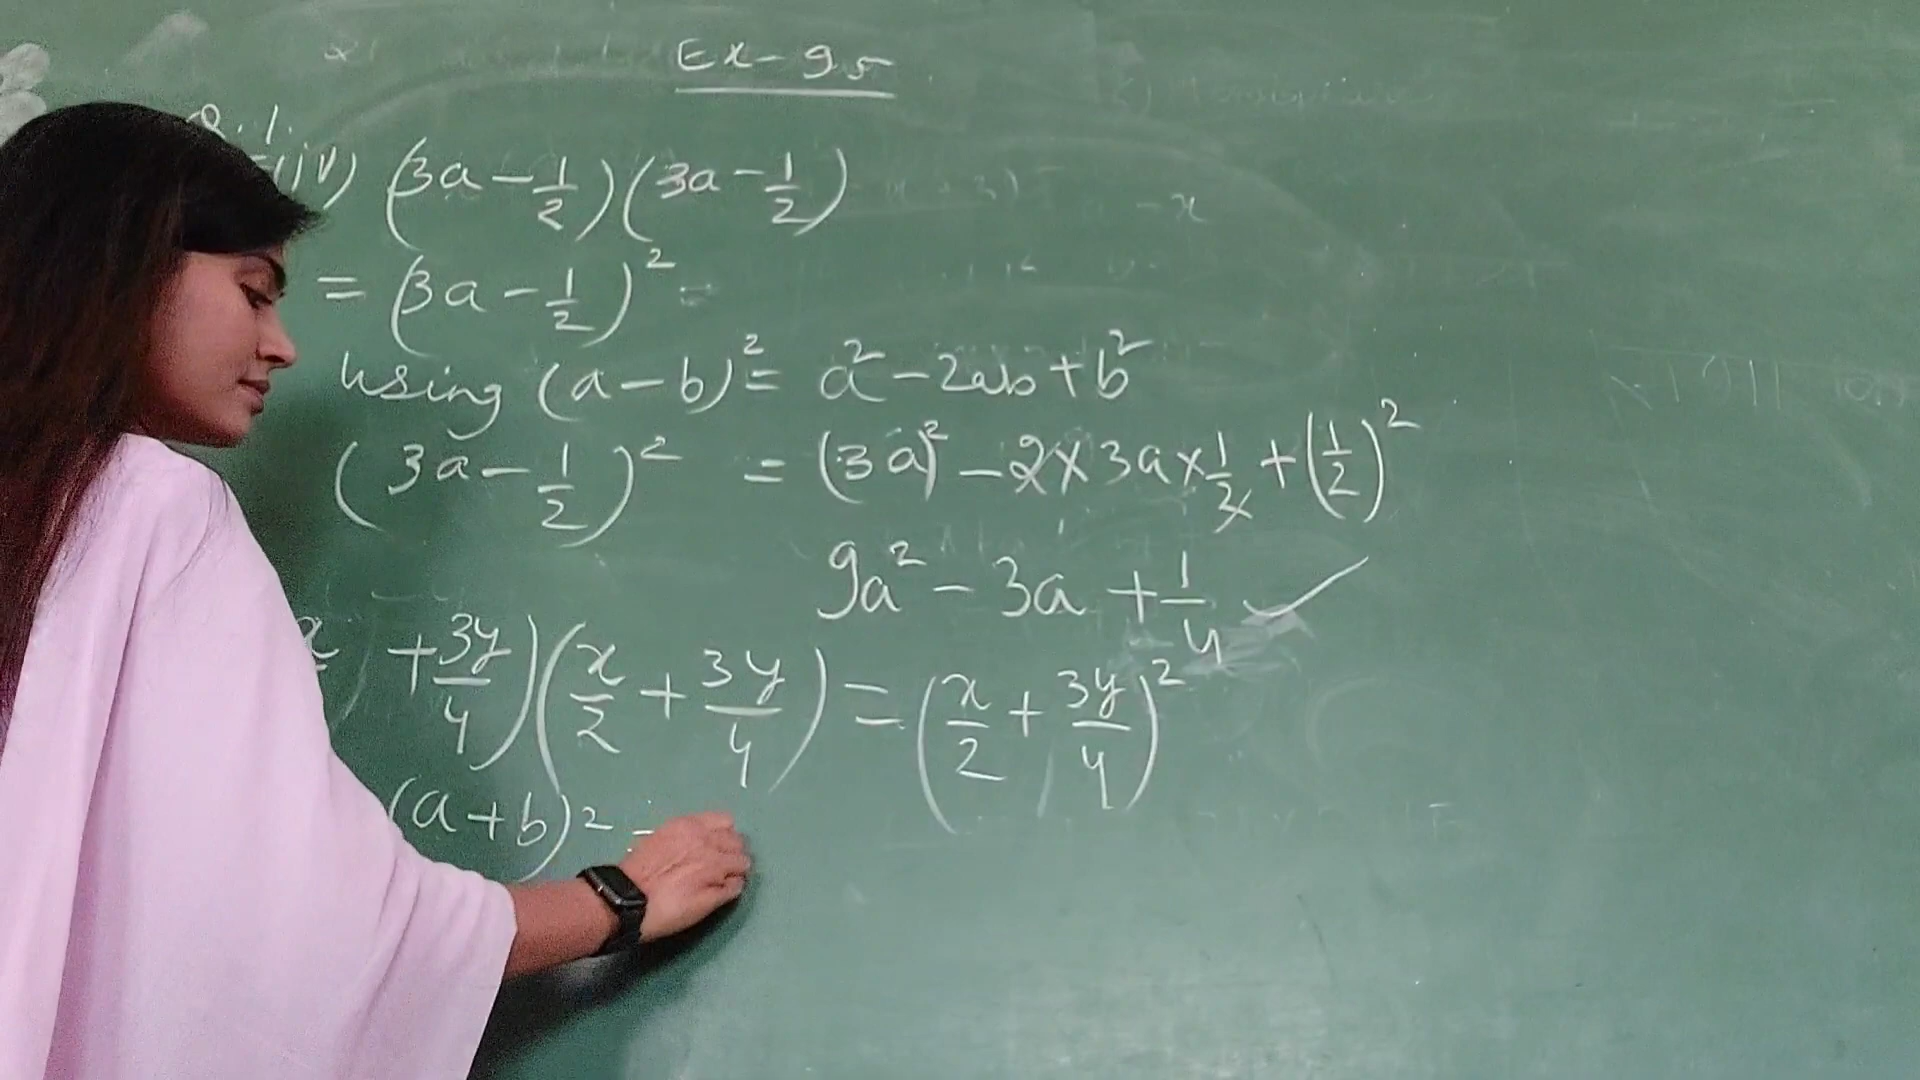 Ex-9.5
Q.1.
(iv) (3a - 1/2)(3a - 1/2)
= (3a - 1/2)² =
using (a - b)² = a² - 2ab + b²
(3a - 1/2)² = (3a)² - 2 × 3a × 1/2 + (1/2)²
9a² - 3a + 1/4 ✓
+ 3y/4)(x/2 + 3y/4) = (x/2 + 3y/4)²
(a + b)² =